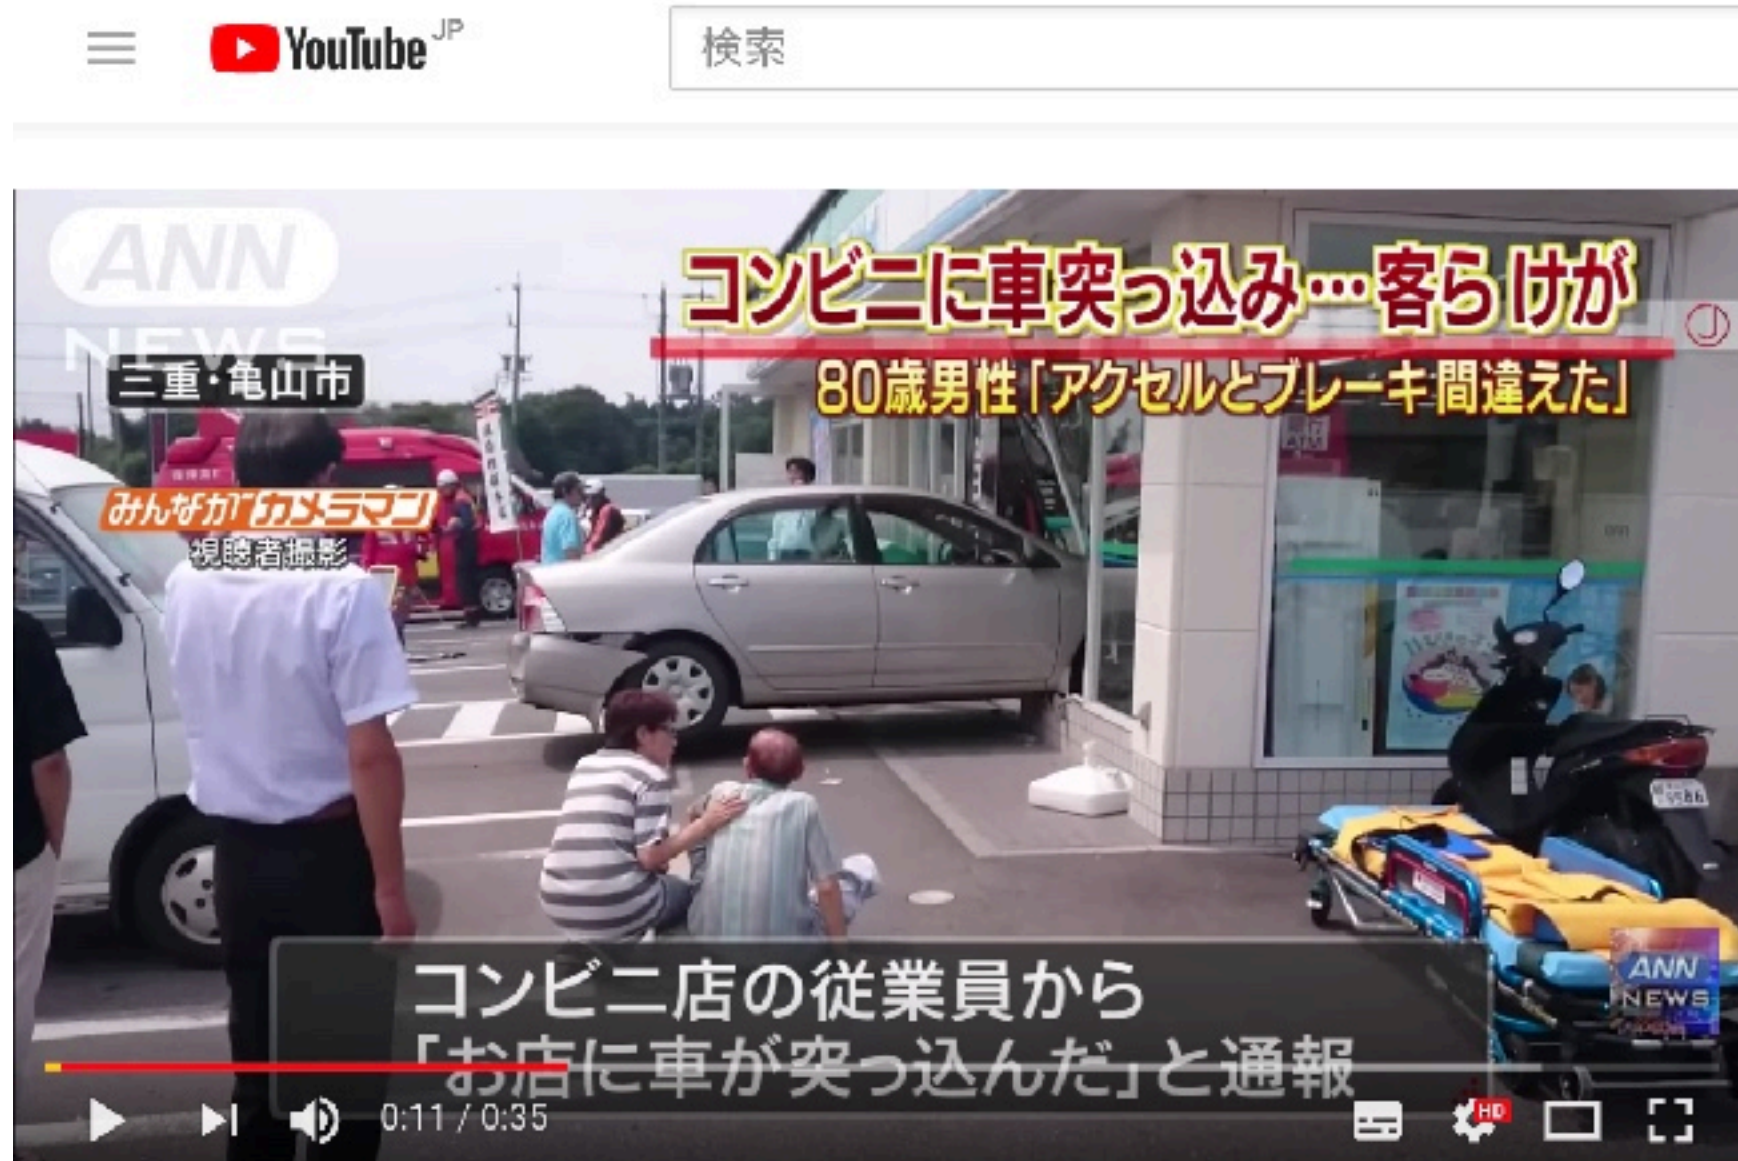 YouTube JP
検索
ANN
NEWS
コンビニに車突っ込み…客らけが
80歳男性「アクセルとブレーキ間違えた」
三重・亀山市
みんながカメラマン
視聴者撮影
コンビニ店の従業員から
「お店に車が突っ込んだ」と通報
ANN
NEWS
0:11 / 0:35
HD